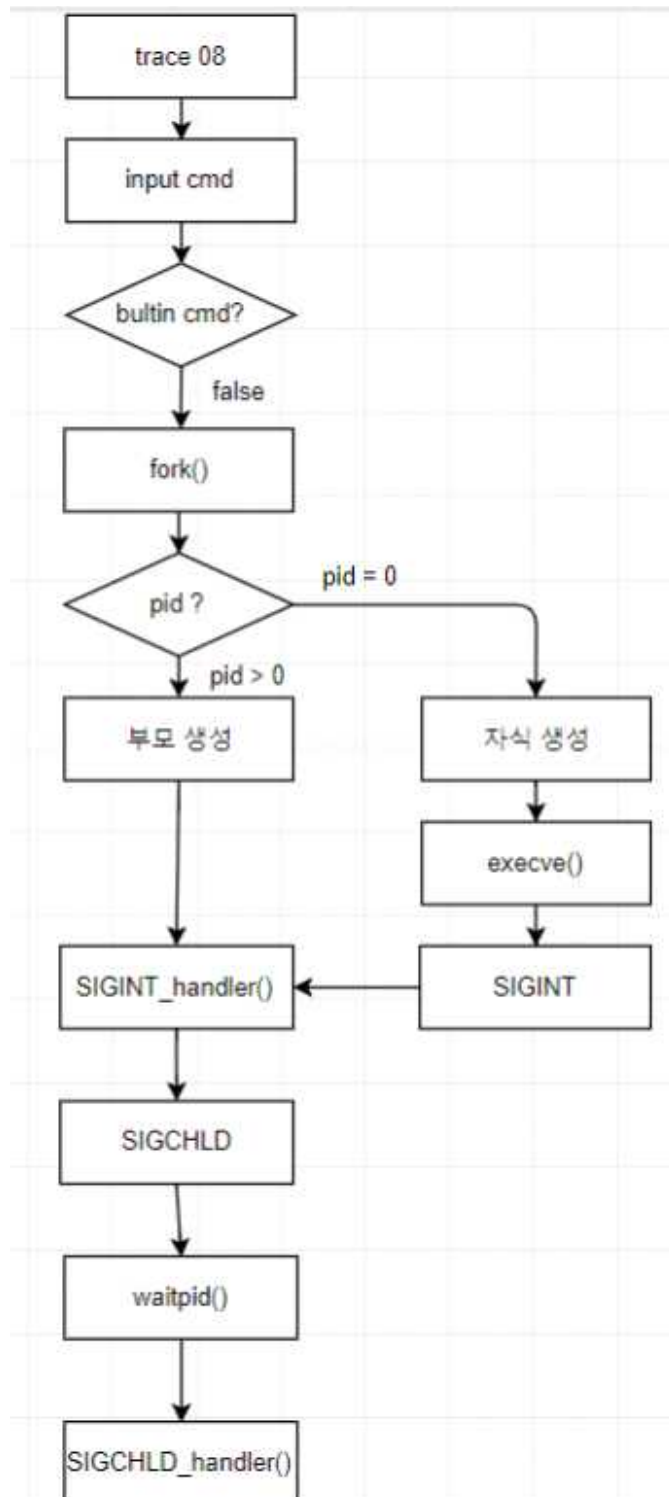 trace 08
input cmd
bultin cmd?
false
fork()
pid ?
pid = 0
pid > 0
부모 생성
자식 생성
execve()
SIGINT_handler()
SIGINT
SIGCHLD
waitpid()
SIGCHLD_handler()